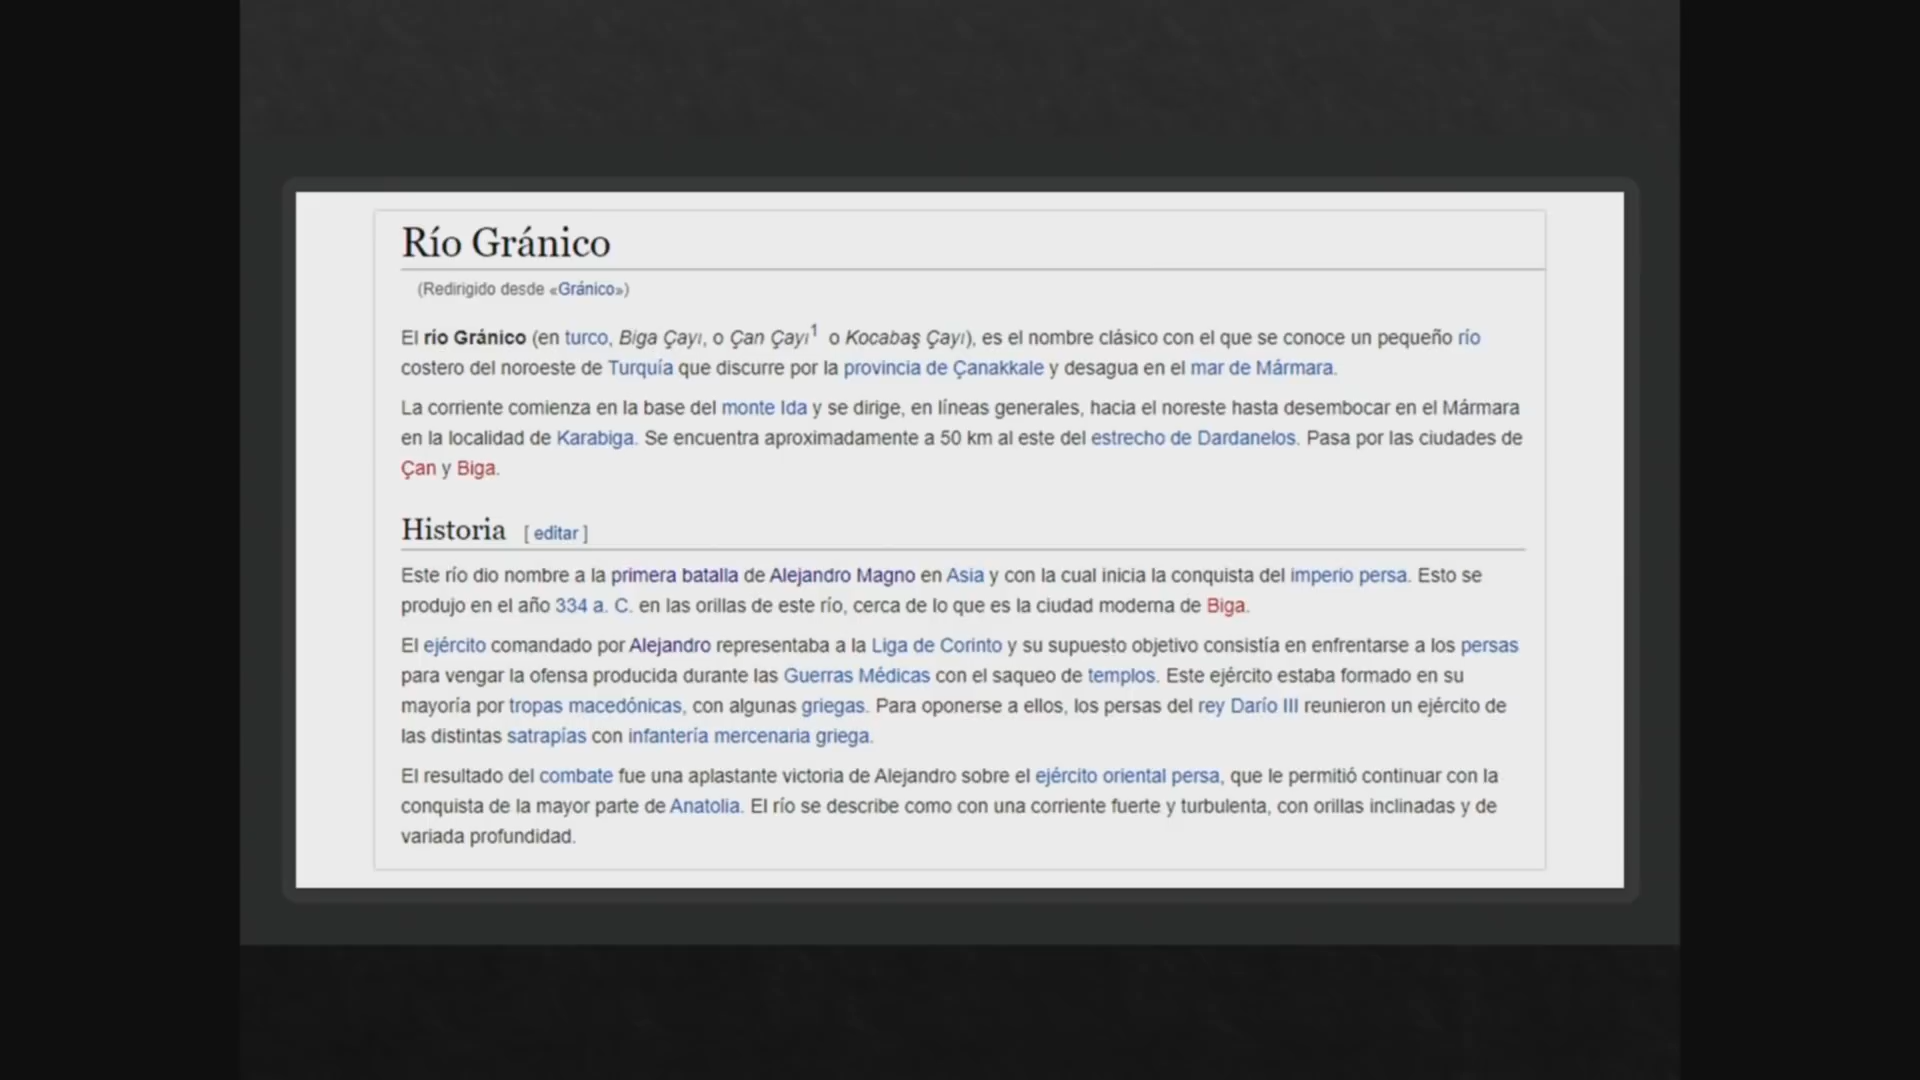 Río Gránico
(Redirigido desde «Gránico»)
El río Gránico (en turco, Biga Çayı, o Çan Çayı1 o Kocabaş Çayı), es el nombre clásico con el que se conoce un pequeño río
costero del noroeste de Turquía que discurre por la provincia de Çanakkale y desagua en el mar de Mármara.
La corriente comienza en la base del monte Ida y se dirige, en líneas generales, hacia el noreste hasta desembocar en el Mármara
en la localidad de Karabiga. Se encuentra aproximadamente a 50 km al este del estrecho de Dardanelos. Pasa por las ciudades de
Çan y Biga.
Historia [ editar ]
Este río dio nombre a la primera batalla de Alejandro Magno en Asia y con la cual inicia la conquista del imperio persa. Esto se
produjo en el año 334 a. C. en las orillas de este río, cerca de lo que es la ciudad moderna de Biga.
El ejército comandado por Alejandro representaba a la Liga de Corinto y su supuesto objetivo consistía en enfrentarse a los persas
para vengar la ofensa producida durante las Guerras Médicas con el saqueo de templos. Este ejército estaba formado en su
mayoría por tropas macedónicas, con algunas griegas. Para oponerse a ellos, los persas del rey Darío III reunieron un ejército de
las distintas satrapías con infantería mercenaria griega.
El resultado del combate fue una aplastante victoria de Alejandro sobre el ejército oriental persa, que le permitió continuar con la
conquista de la mayor parte de Anatolia. El río se describe como con una corriente fuerte y turbulenta, con orillas inclinadas y de
variada profundidad.